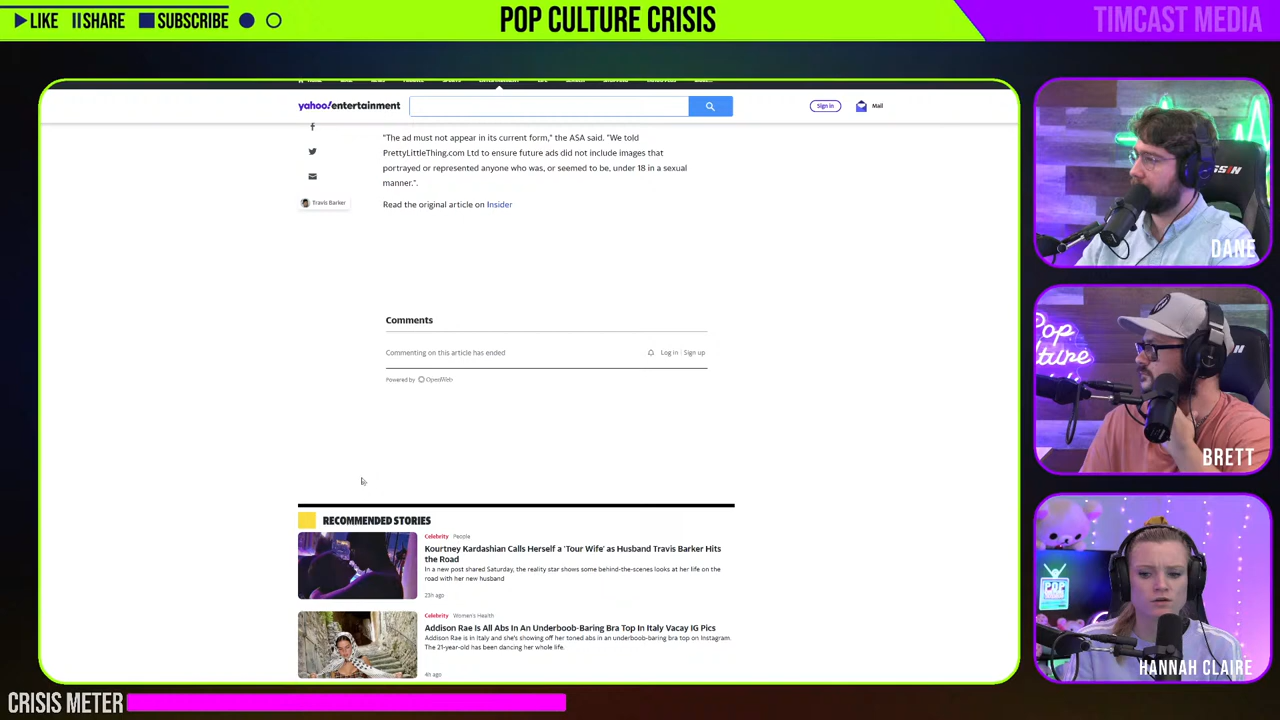 LIKE SHARE SUBSCRIBE
POP CULTURE CRISIS
TIMCAST MEDIA
yahoo!entertainment
Sign in
Mail
"The ad must not appear in its current form," the ASA said. "We told
PrettyLittleThing.com Ltd to ensure future ads did not include images that
portrayed or represented anyone who was, or seemed to be, under 18 in a sexual
manner.".
Travis Barker
Read the original article on Insider
Comments
Commenting on this article has ended
Log in | Sign up
Powered by OpenWeb
RECOMMENDED STORIES
Celebrity People
Kourtney Kardashian Calls Herself a 'Tour Wife' as Husband Travis Barker Hits
the Road
In a new post shared Saturday, the reality star shows some behind-the-scenes looks at her life on the
road with her new husband
23h ago
Celebrity Women's Health
Addison Rae Is All Abs In An Underboob-Baring Bra Top In Italy Vacay IG Pics
Addison Rae is in Italy and she's showing off her toned abs in an underboob-baring bra top on Instagram.
The 21-year-old has been dancing her whole life.
4h ago
DANE
Pop
Culture
BRETT
POP
HANNAH CLAIRE
CRISIS METER